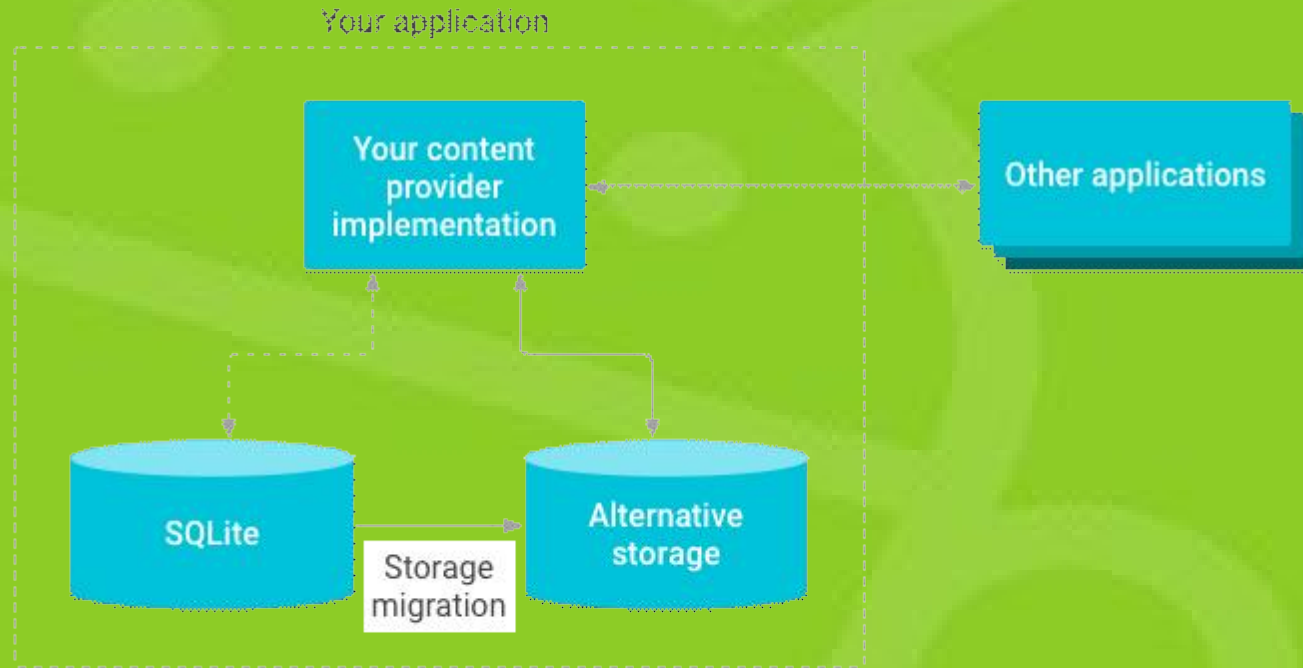 Your application
Your content
provider
implementation
Other applications
SQLite
Alternative
storage
Storage
migration